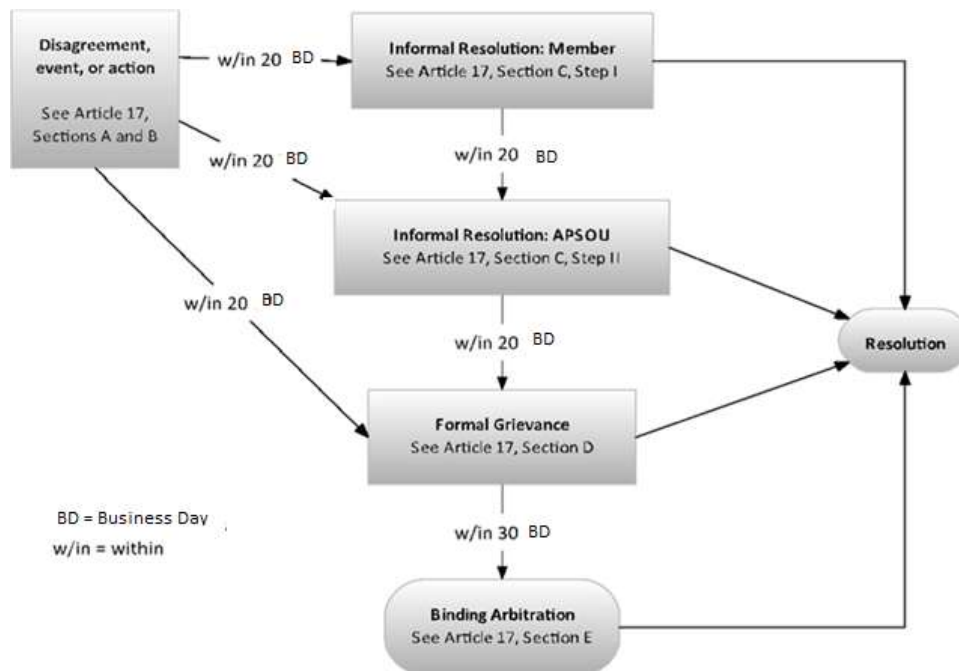 Disagreement,
event, or action
See Article 17,
Sections A and B
w/in 20 BD
Informal Resolution: Member
See Article 17, Section C, Step I
w/in 20 BD
w/in 20 BD
Informal Resolution: APSOU
See Article 17, Section C, Step II
w/in 20 BD
w/in 20 BD
Resolution
Formal Grievance
See Article 17, Section D
BD = Business Day
w/in = within
w/in 30 BD
Binding Arbitration
See Article 17, Section E